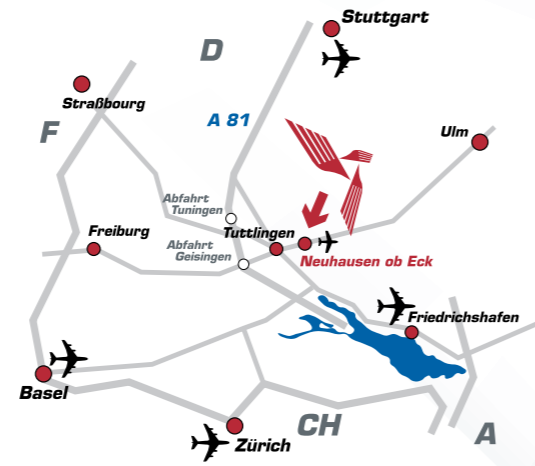 Stuttgart
D
Straßbourg
A 81
F
Ulm
Abfahrt
Tuningen
Freiburg
Tuttlingen
Abfahrt
Geisingen
Neuhausen ob Eck
Friedrichshafen
Basel
CH
A
Zürich